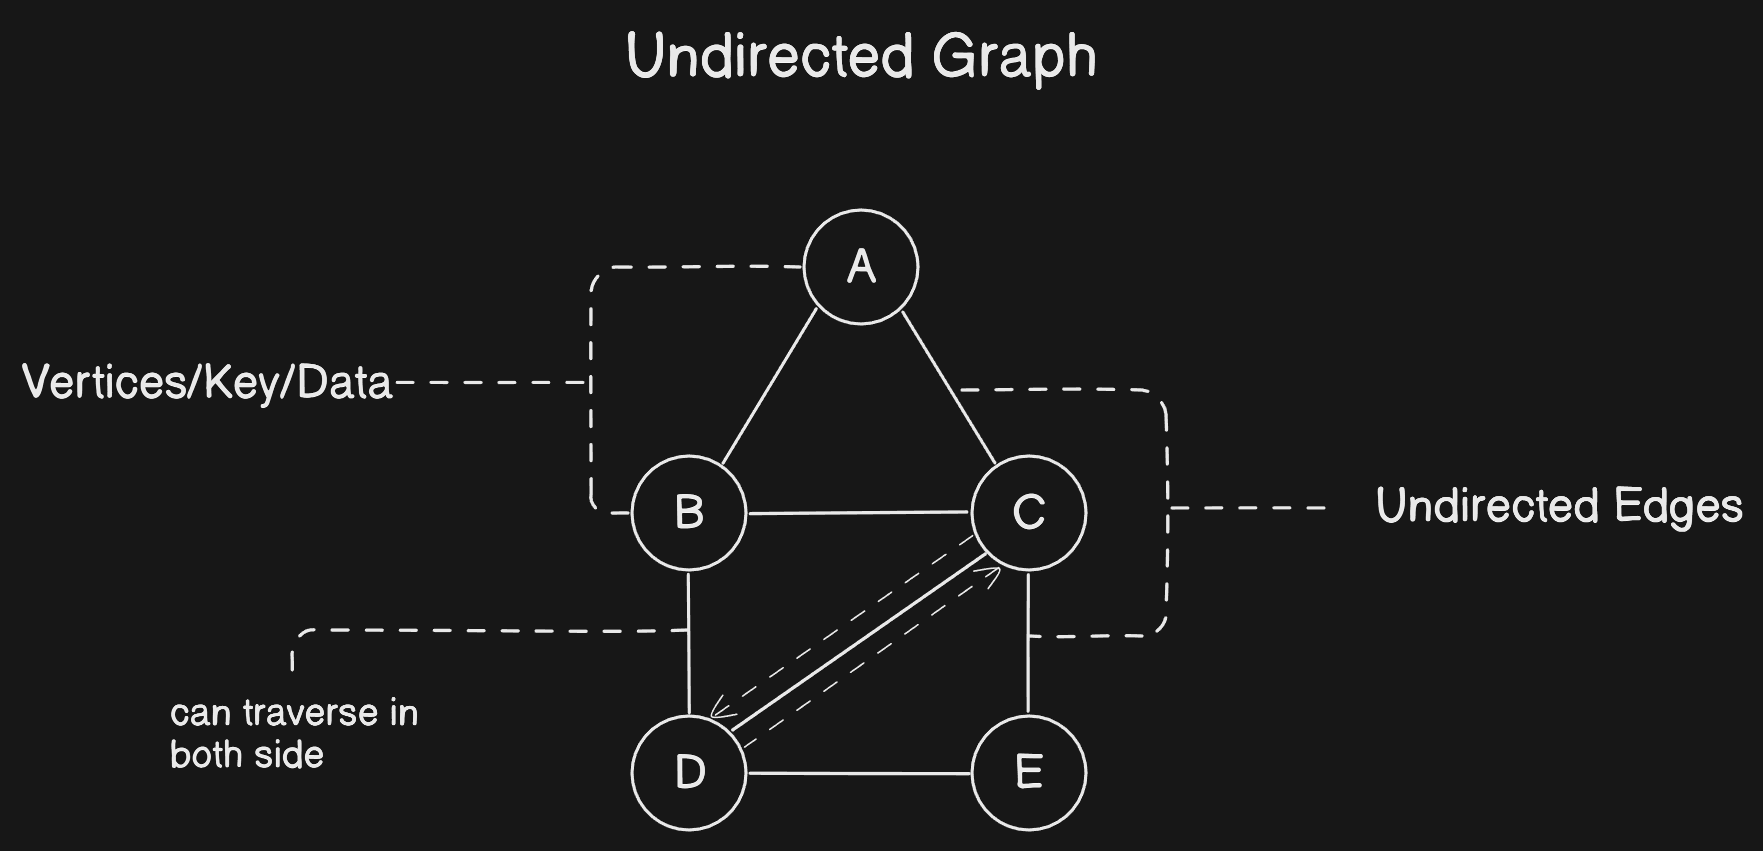 Undirected Graph
A
Vertices/Key/Data
B
C
Undirected Edges
can traverse in
both side
D
E